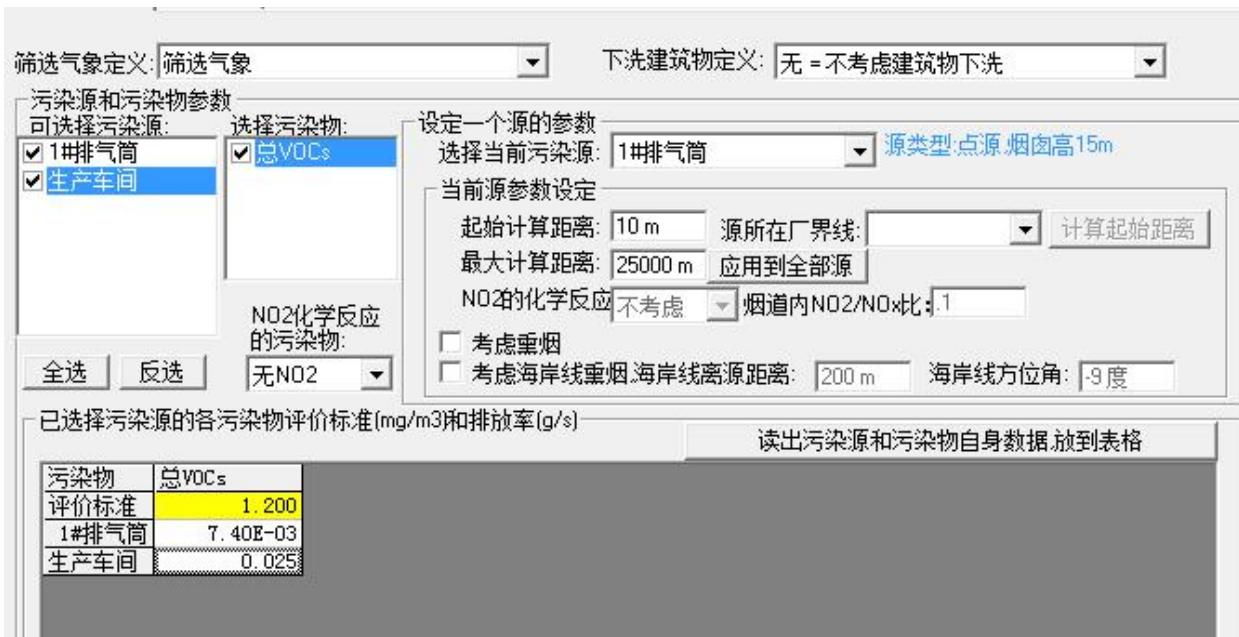 筛选气象定义: 筛选气象 下洗建筑物定义: 无 =不考虑建筑物下洗
污染源和污染物参数
可选择污染源: 选择污染物: 设定一个源的参数
1#排气筒 总VOCs 选择当前污染源: 1#排气筒 源类型:点源,烟囱高15m
生产车间 当前源参数设定
起始计算距离: 10 m 源所在厂界线: 计算起始距离
最大计算距离: 25000 m 应用到全部源
NO2的化学反应 不考虑 烟道内NO2/NOx比: .1
NO2化学反应
的污染物: 考虑重烟
全选 反选 无NO2 考虑海岸线重烟,海岸线离源距离: 200 m 海岸线方位角: -9 度
已选择污染源的各污染物评价标准(mg/m3)和排放率(g/s)
读出污染源和污染物自身数据,放到表格
污染物 总VOCs
评价标准 1.200
1#排气筒 7.40E-03
生产车间 0.025